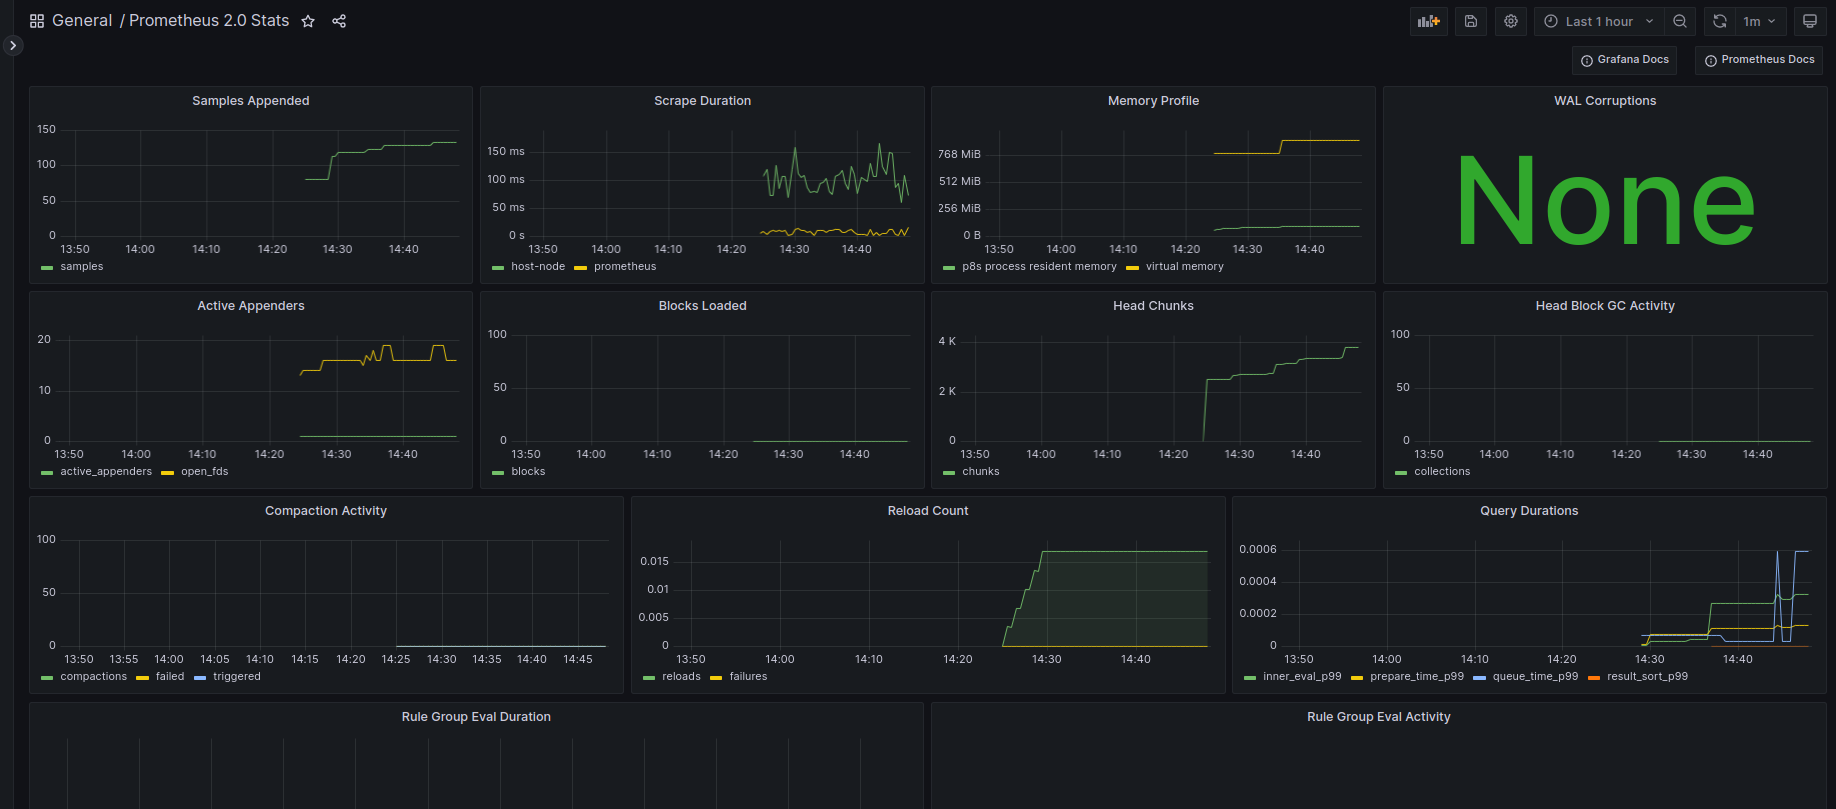 General / Prometheus 2.0 Stats
Last 1 hour
1m
Grafana Docs
Prometheus Docs
Samples Appended
150
100
50
0
13:50 14:00 14:10 14:20 14:30 14:40
samples
Scrape Duration
150 ms
100 ms
50 ms
0 s
13:50 14:00 14:10 14:20 14:30 14:40
host-node prometheus
Memory Profile
768 MiB
512 MiB
256 MiB
0 B
13:50 14:00 14:10 14:20 14:30 14:40
p8s process resident memory virtual memory
WAL Corruptions
None
Active Appenders
20
10
0
13:50 14:00 14:10 14:20 14:30 14:40
active_appenders open_fds
Blocks Loaded
100
50
0
13:50 14:00 14:10 14:20 14:30 14:40
blocks
Head Chunks
4 K
2 K
0
13:50 14:00 14:10 14:20 14:30 14:40
chunks
Head Block GC Activity
100
50
0
13:50 14:00 14:10 14:20 14:30 14:40
collections
Compaction Activity
100
50
0
13:50 13:55 14:00 14:05 14:10 14:15 14:20 14:25 14:30 14:35 14:40 14:45
compactions failed triggered
Reload Count
0.015
0.01
0.005
0
13:50 14:00 14:10 14:20 14:30 14:40
reloads failures
Query Durations
0.0006
0.0004
0.0002
0
13:50 14:00 14:10 14:20 14:30 14:40
inner_eval_p99 prepare_time_p99 queue_time_p99 result_sort_p99
Rule Group Eval Duration
Rule Group Eval Activity